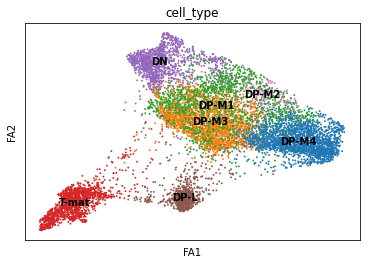 cell_type
DN
DP-M2
DP-M1
DP-M3
DP-M4
DP-L
T-mat
FA2
FA1